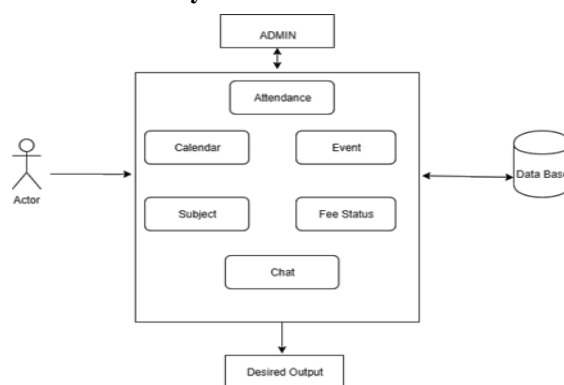 ADMIN
Attendance
Calendar
Event
Actor
Data Base
Subject
Fee Status
Chat
Desired Output